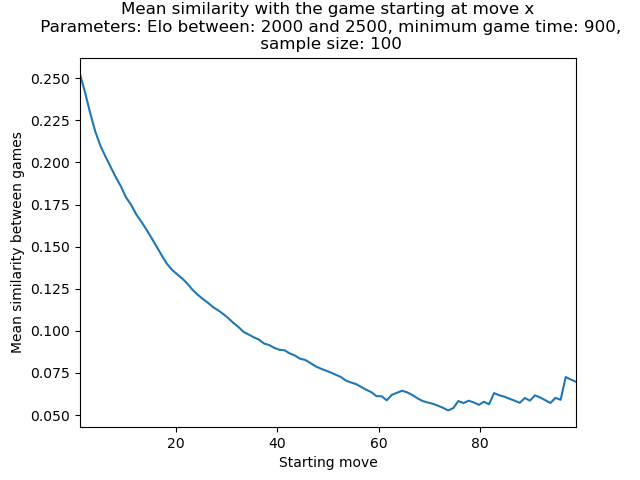 Mean similarity with the game starting at move x
Parameters: Elo between: 2000 and 2500, minimum game time: 900,
sample size: 100
0.250
0.225
0.200
0.175
0.150
0.125
0.100
0.075
0.050
Mean similarity between games
20 40 60 80
Starting move